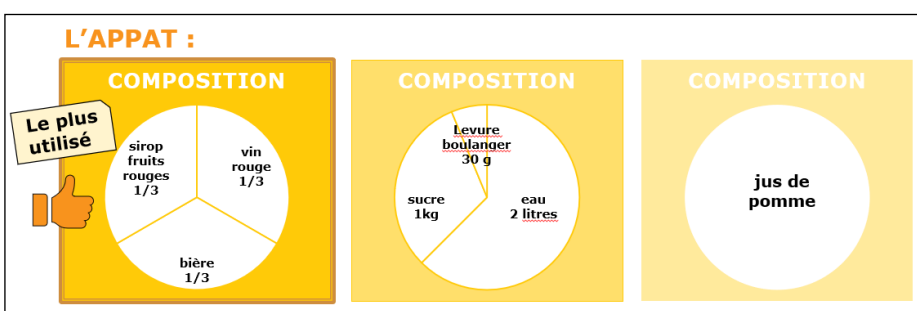 L'APPAT :
COMPOSITION
Le plus
utilisé
sirop
fruits
rouges
1/3
vin
rouge
1/3
bière
1/3
COMPOSITION
Levure
boulanger
30 g
sucre
1kg
eau
2 litres
COMPOSITION
jus de
pomme